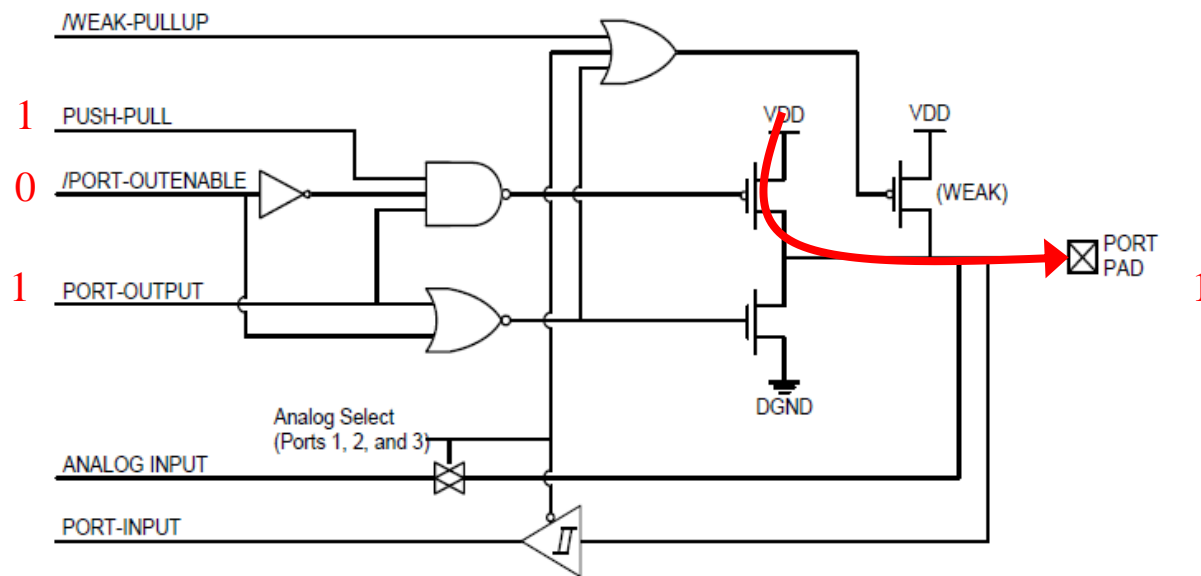 /WEAK-PULLUP
1 PUSH-PULL
VDD
VDD
0 /PORT-OUTENABLE
(WEAK)
PORT
PAD
1 PORT-OUTPUT
1
DGND
Analog Select
(Ports 1, 2, and 3)
ANALOG INPUT
PORT-INPUT